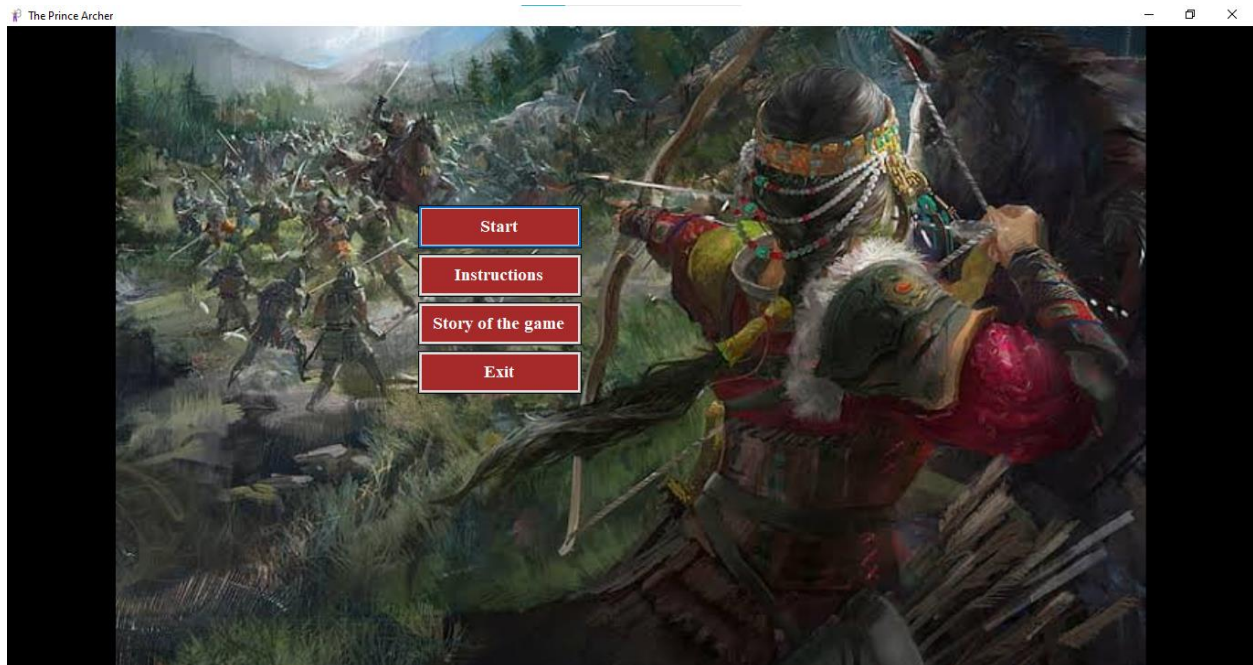 The Prince Archer
Start
Instructions
Story of the game
Exit